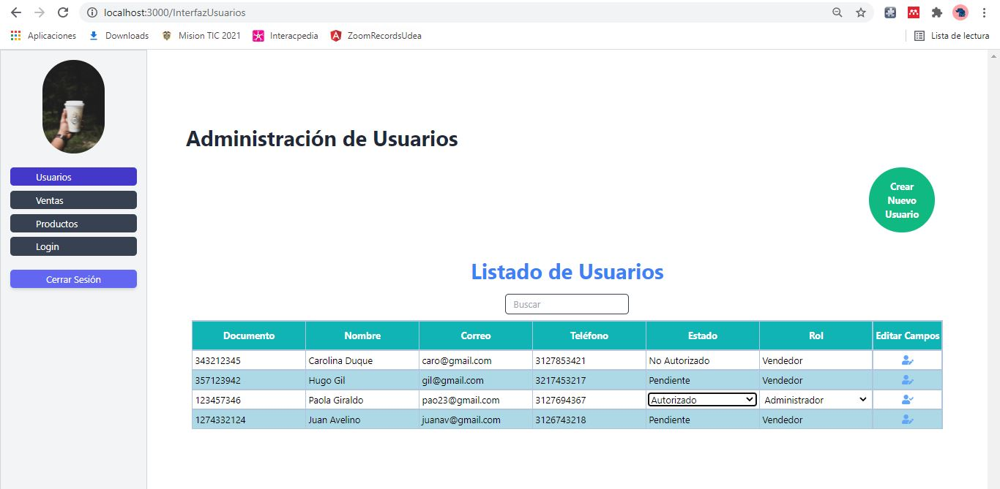 localhost:3000/InterfazUsuarios
Aplicaciones Downloads Mision TIC 2021 Interacpedia ZoomRecordsUdea Lista de lectura
Usuarios
Ventas
Productos
Login
Cerrar Sesión
Administración de Usuarios
Crear
Nuevo
Usuario
Listado de Usuarios
Buscar
Documento Nombre Correo Teléfono Estado Rol Editar Campos
343212345 Carolina Duque caro@gmail.com 3127853421 No Autorizado Vendedor
357123942 Hugo Gil gil@gmail.com 3217453217 Pendiente Vendedor
123457346 Paola Giraldo pao23@gmail.com 3127694367 Autorizado Administrador
1274332124 Juan Avelino juanav@gmail.com 3126743218 Pendiente Vendedor